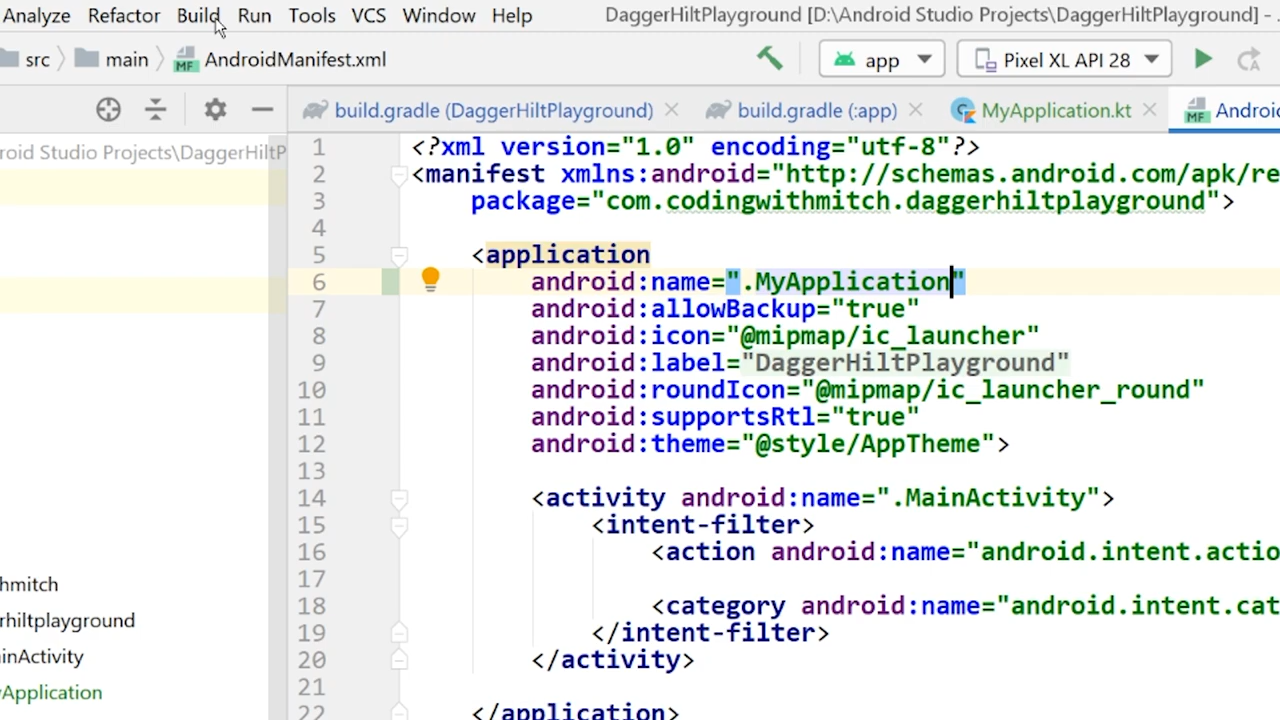 Analyze Refactor Build Run Tools VCS Window Help DaggerHiltPlayground [D:\Android Studio Projects\DaggerHiltPlayground] -
src main MF AndroidManifest.xml app Pixel XL API 28
build.gradle (DaggerHiltPlayground) build.gradle (:app) MyApplication.kt MF Android
roid Studio Projects\DaggerHiltP
1 <?xml version="1.0" encoding="utf-8"?>
2 <manifest xmlns:android="http://schemas.android.com/apk/re
3 package="com.codingwithmitch.daggerhiltplayground">
4
5 <application
6 android:name=".MyApplication"
7 android:allowBackup="true"
8 android:icon="@mipmap/ic_launcher"
9 android:label="DaggerHiltPlayground"
10 android:roundIcon="@mipmap/ic_launcher_round"
11 android:supportsRtl="true"
12 android:theme="@style/AppTheme">
13
14 <activity android:name=".MainActivity">
15 <intent-filter>
16 <action android:name="android.intent.actio
17
18 <category android:name="android.intent.cat
19 </intent-filter>
20 </activity>
21
22 </application>
hmitch
rhiltplayground
ainActivity
yApplication